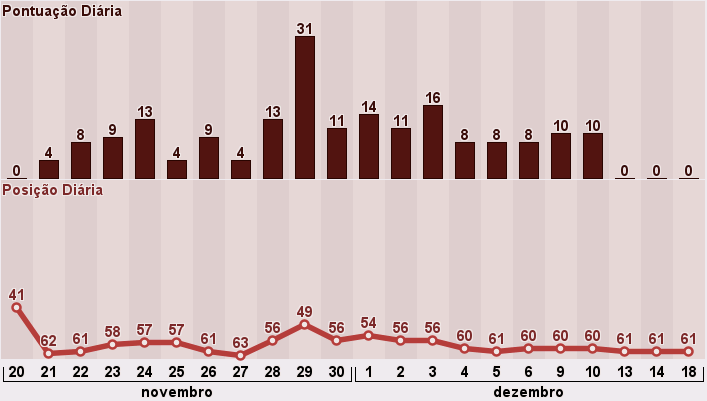 Pontuação Diária
0 4 8 9 13 4 9 4 13 31 11 14 11 16 8 8 8 10 10 0 0 0
Posição Diária
41 62 61 58 57 57 61 63 56 49 56 54 56 56 60 61 60 60 60 61 61 61
20 21 22 23 24 25 26 27 28 29 30 1 2 3 4 5 6 9 10 13 14 18
novembro dezembro